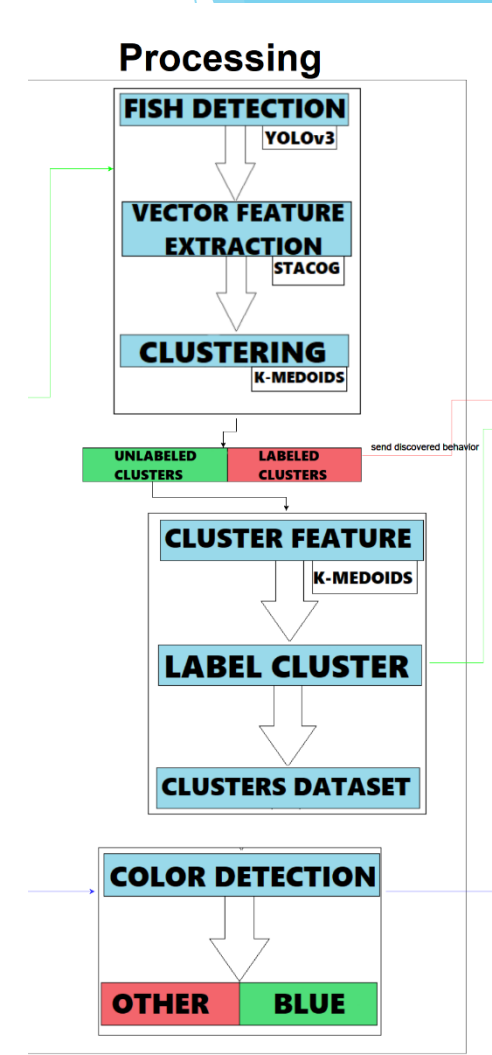 Processing
FISH DETECTION
YOLOv3
VECTOR FEATURE
EXTRACTION
STACOG
CLUSTERING
K-MEDOIDS
UNLABELED
CLUSTERS
LABELED
CLUSTERS
send discovered behavior
CLUSTER FEATURE
K-MEDOIDS
LABEL CLUSTER
CLUSTERS DATASET
COLOR DETECTION
OTHER
BLUE